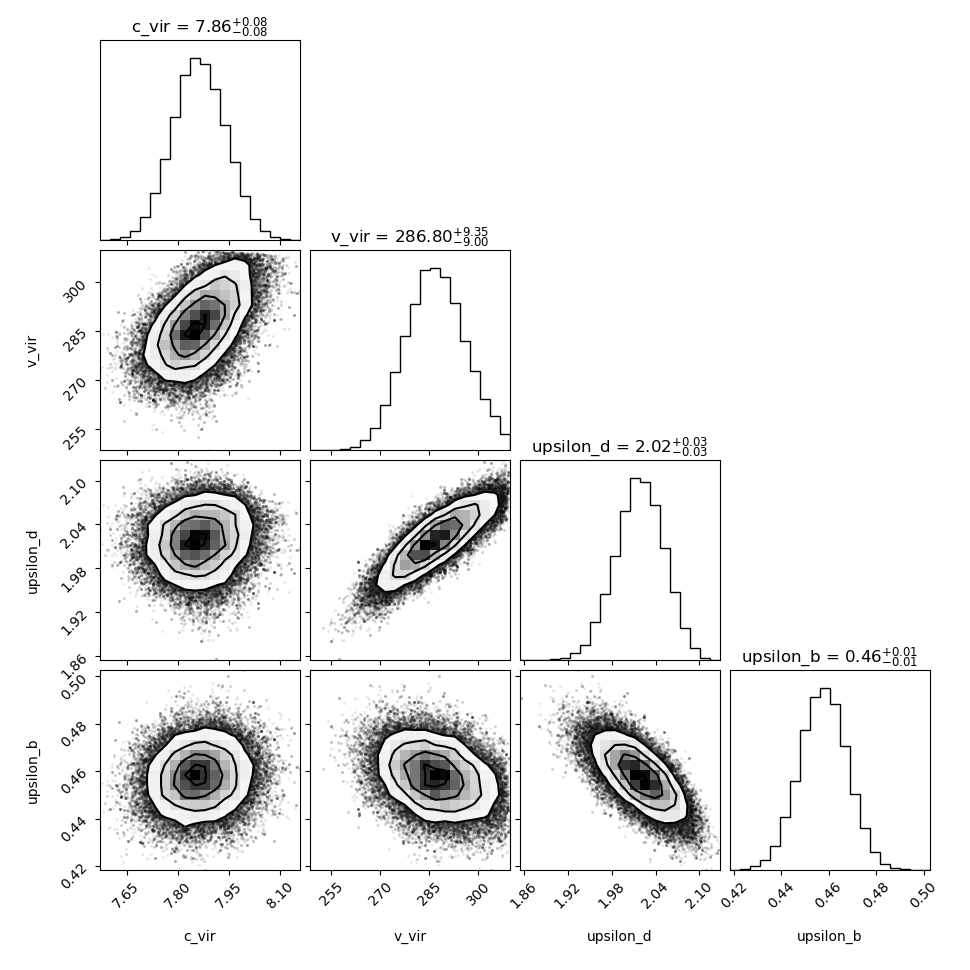 c_vir = 7.86+0.08−0.08
v_vir = 286.80+9.35−9.00
upsilon_d = 2.02+0.03−0.03
upsilon_b = 0.46+0.01−0.01
v_vir
300
285
270
255
upsilon_d
2.10
2.04
1.98
1.92
1.86
upsilon_b
0.50
0.48
0.46
0.44
0.42
7.65 7.80 7.95 8.10
255 270 285 300
1.86 1.92 1.98 2.04 2.10
0.42 0.44 0.46 0.48 0.50
c_vir
v_vir
upsilon_d
upsilon_b